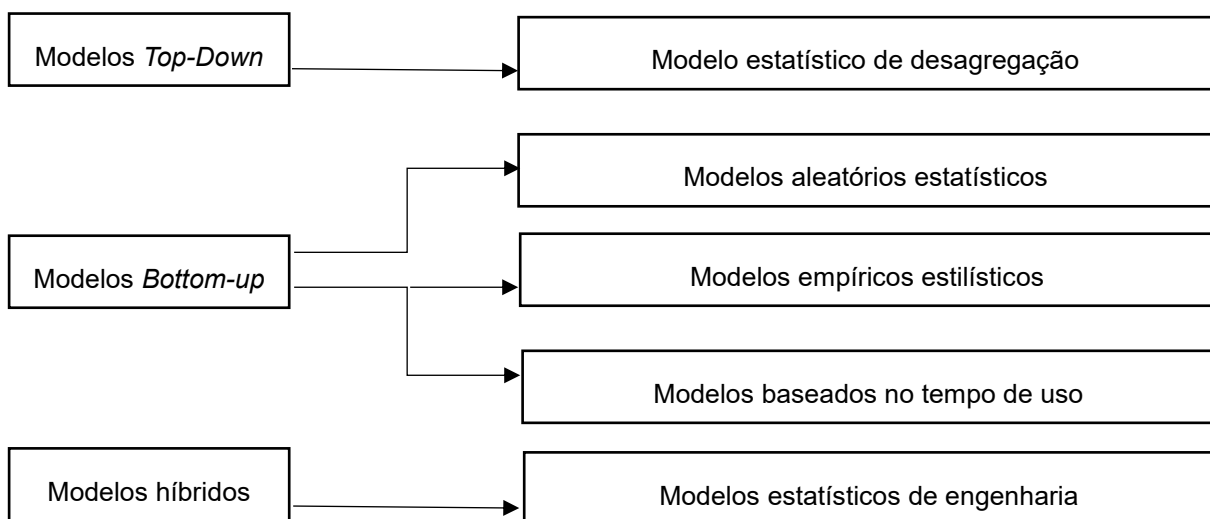 Modelos Top-Down
Modelo estatístico de desagregação
Modelos aleatórios estatísticos
Modelos Bottom-up
Modelos empíricos estilísticos
Modelos baseados no tempo de uso
Modelos híbridos
Modelos estatísticos de engenharia